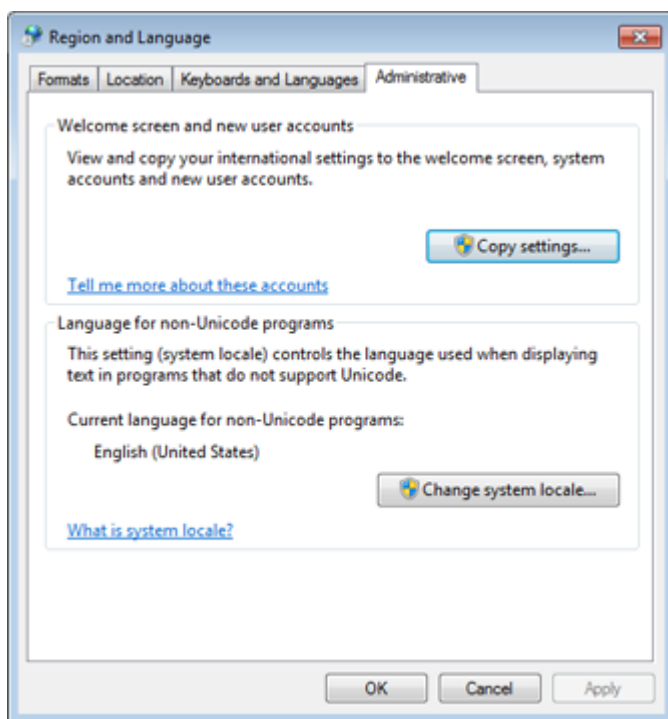 Region and Language
Formats Location Keyboards and Languages Administrative
Welcome screen and new user accounts
View and copy your international settings to the welcome screen, system
accounts and new user accounts.
Copy settings...
Tell me more about these accounts
Language for non-Unicode programs
This setting (system locale) controls the language used when displaying
text in programs that do not support Unicode.
Current language for non-Unicode programs:
English (United States)
Change system locale...
What is system locale?
OK Cancel Apply